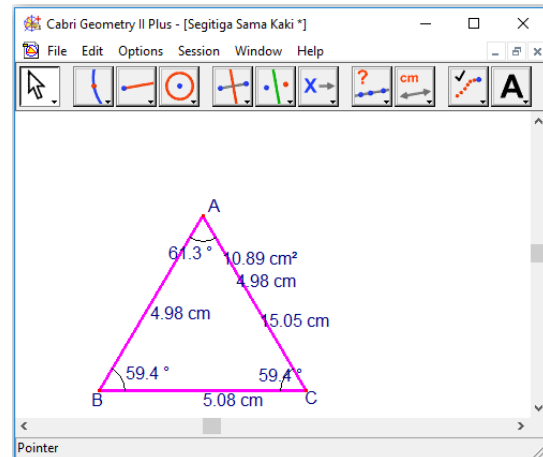 Cabri Geometry II Plus - [Segitiga Sama Kaki *]
File Edit Options Session Window Help
X
?
cm
A
A
61.3 °
10.89 cm²
4.98 cm
4.98 cm
15.05 cm
59.4 °
59.4 °
B
5.08 cm
C
Pointer